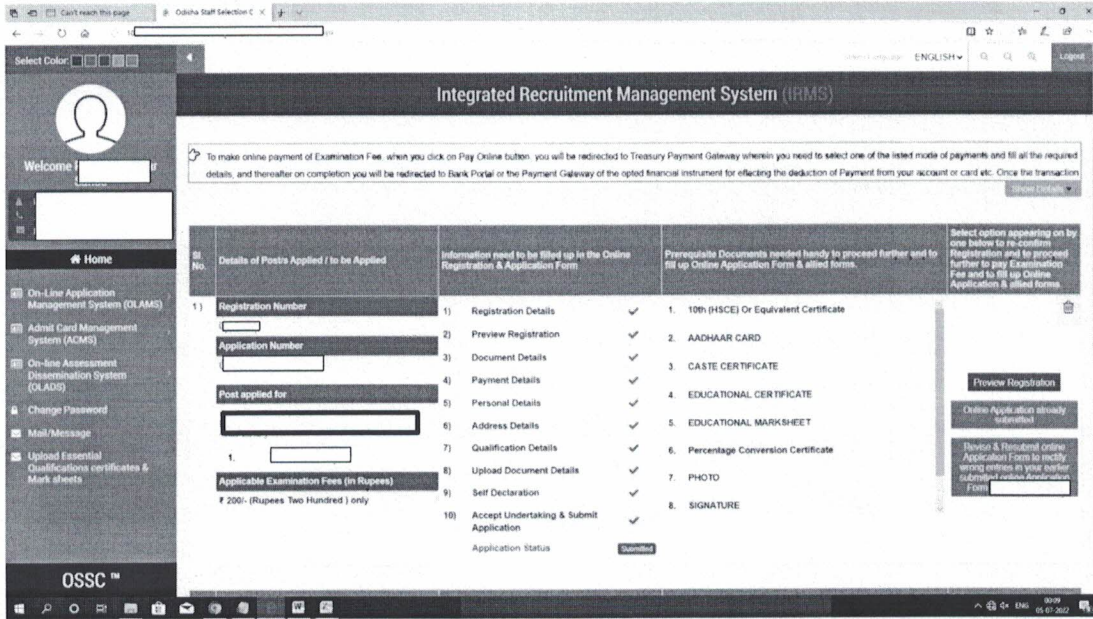 Can't reach this page
Odisha Staff Selection C
Select Color:
ENGLISH
Logout
Integrated Recruitment Management System (IRMS)
Welcome
To make online payment of Examination Fee, when you click on Pay Online button, you will be redirected to Treasury Payment Gateway wherein you need to select one of the listed mode of payments and fill all the required
details, and thereafter on completion you will be redirected to Bank Portal or the Payment Gateway of the opted financial instrument for effecting the deduction of Payment from your account or card etc. Once the transaction
Show Details
Home
On-Line Application
Management System (OLAMS)
Admit Card Management
System (ACMS)
On-line Assessment
Dissemination System
(OLADS)
Change Password
Mail/Message
Upload Essential
Qualifications certificates &
Mark sheets
OSSC ™
Sl.
No.
Details of Posts Applied / to be Applied
Information need to be filled up in the Online
Registration & Application Form
Prerequisite Documents needed handy to proceed further and to
fill up Online Application Form & allied forms.
Select option appearing on by
one below to re-confirm
Registration and to proceed
further to pay Examination
Fee and to fill up Online
Application & allied forms
1)
Registration Number
Application Number
Post applied for
1.
Applicable Examination Fees (in Rupees)
₹ 200/- (Rupees Two Hundred ) only
1) Registration Details
2) Preview Registration
3) Document Details
4) Payment Details
5) Personal Details
6) Address Details
7) Qualification Details
8) Upload Document Details
9) Self Declaration
10) Accept Undertaking & Submit
Application
Application Status Submitted
1. 10th (HSCE) Or Equivalent Certificate
2. AADHAAR CARD
3. CASTE CERTIFICATE
4. EDUCATIONAL CERTIFICATE
5. EDUCATIONAL MARKSHEET
6. Percentage Conversion Certificate
7. PHOTO
8. SIGNATURE
Preview Registration
Online Application already
submitted
Revise & Resubmit online
Application Form to rectify
wrong entries in your earlier
submitted online Application
Form
ENG
00:09
05-07-2022